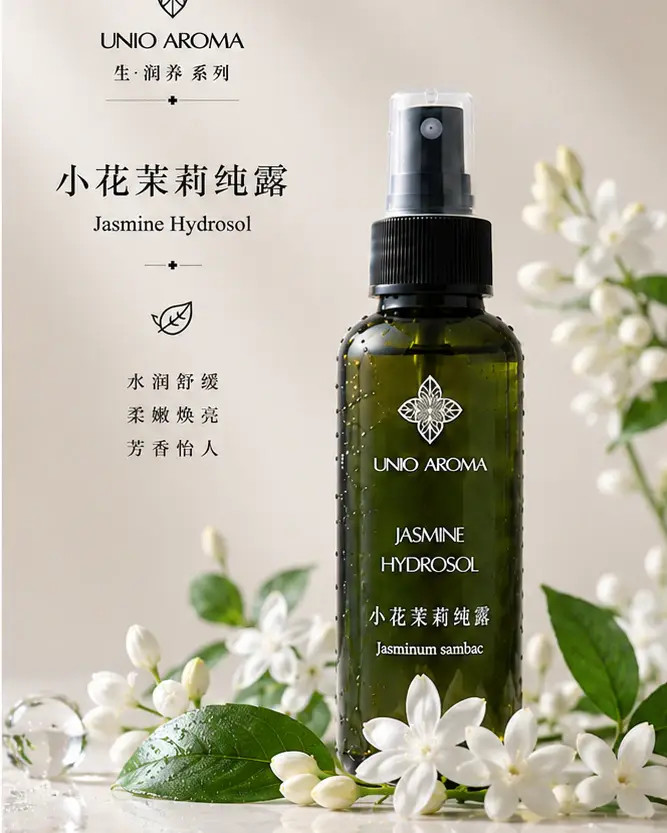 UNIO AROMA
生·润养系列
小花茉莉纯露
Jasmine Hydrosol
水润舒缓
柔嫩焕亮
芳香怡人
UNIO AROMA
JASMINE
HYDROSOL
小花茉莉纯露
Jasminum sambac